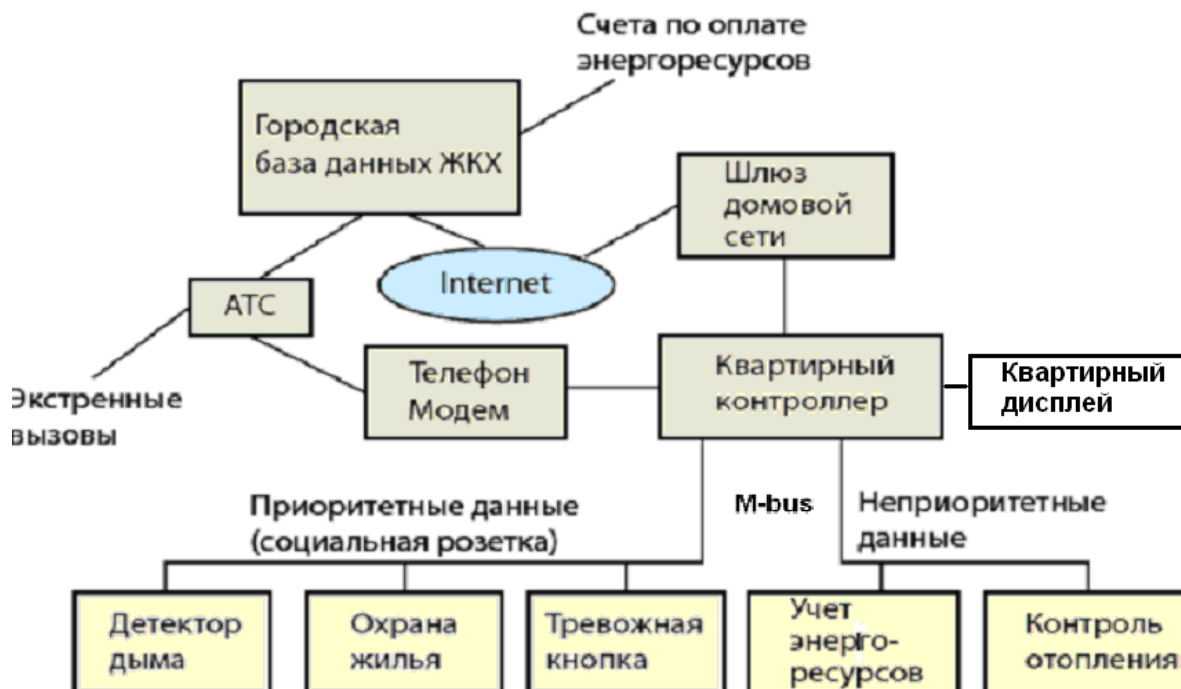 Счета по оплате
энергоресурсов
Городская
база данных ЖКХ
Шлюз
домовой
сети
Internet
АТС
Телефон
Модем
Квартирный
контроллер
Квартирный
дисплей
Экстренные
вызовы
Приоритетные данные
(социальная розетка)
M-bus
Неприоритетные
данные
Детектор
дыма
Охрана
жилья
Тревожная
кнопка
Учет
энерго-
ресурсов
Контроль
отопления